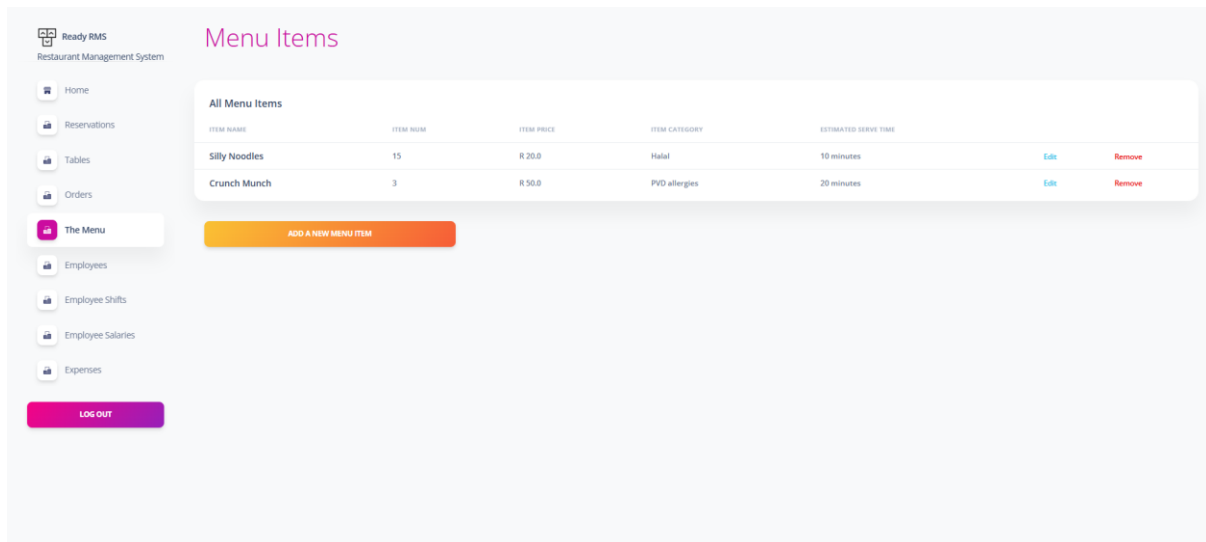 Ready RMS
Restaurant Management System
Home
Reservations
Tables
Orders
The Menu
Employees
Employee Shifts
Employee Salaries
Expenses
LOG OUT
Menu Items
All Menu Items
ITEM NAME ITEM NUM ITEM PRICE ITEM CATEGORY ESTIMATED SERVE TIME
Silly Noodles 15 R 20.0 Halal 10 minutes Edit Remove
Crunch Munch 3 R 50.0 PVD allergies 20 minutes Edit Remove
ADD A NEW MENU ITEM